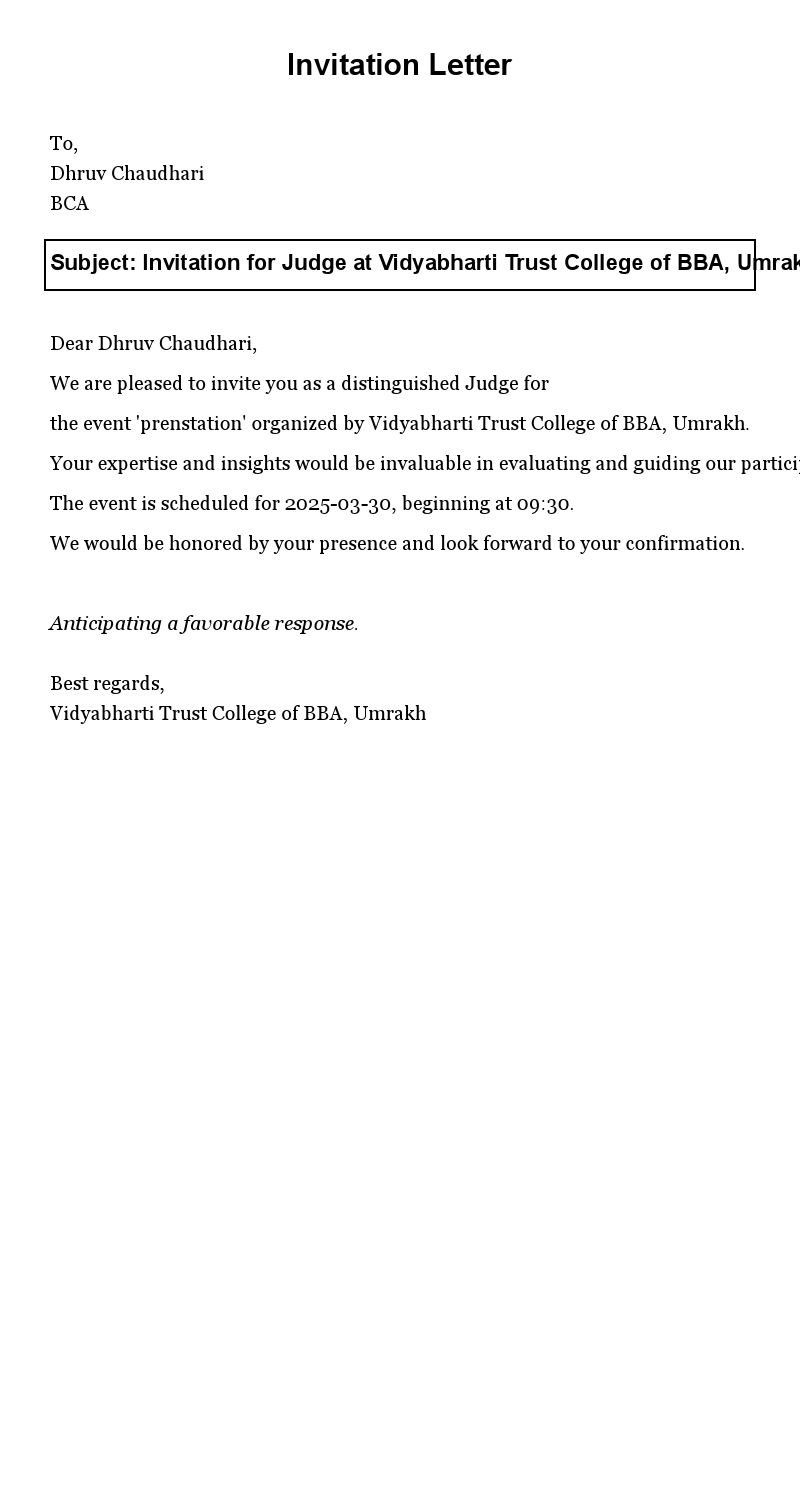 Invitation Letter
To,
Dhruv Chaudhari
BCA
Subject: Invitation for Judge at Vidyabharti Trust College of BBA,
Dear Dhruv Chaudhari,
We are pleased to invite you as a distinguished Judge for
the event 'prenstation' organized by Vidyabharti Trust College of BBA, Umrakh.
Your expertise and insights would be invaluable in evaluating and guiding our
The event is scheduled for 2025-03-30, beginning at 09:30.
We would be honored by your presence and look forward to your confirmation.
Anticipating a favorable response.
Best regards,
Vidyabharti Trust College of BBA, Umrakh